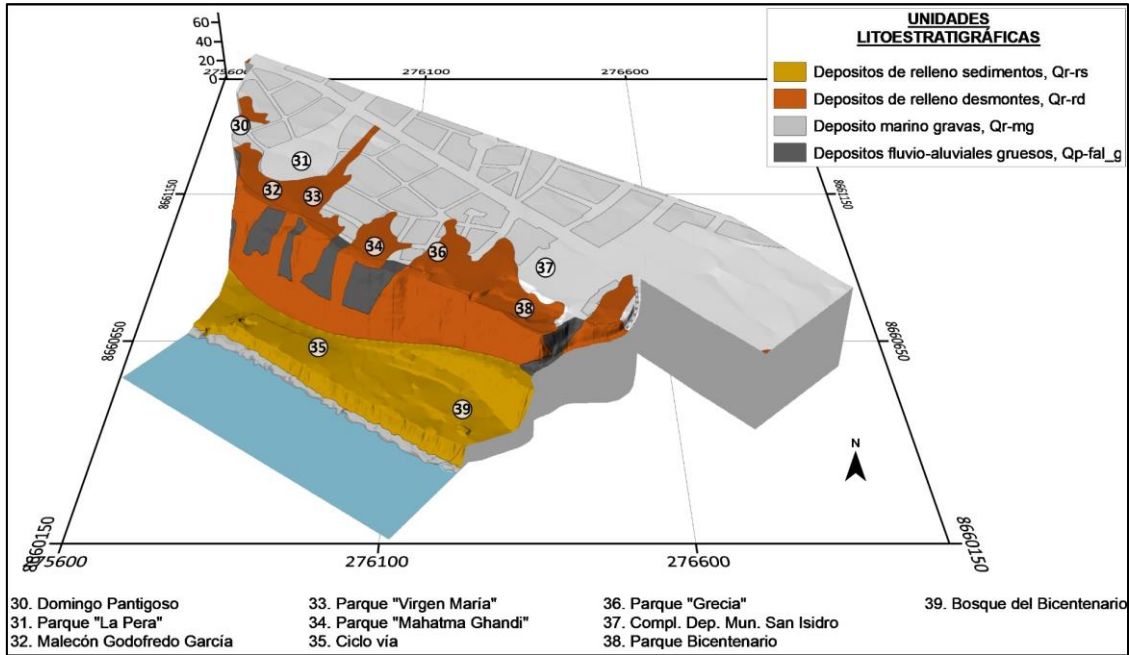 60
40
20
0
275600
276100
276600
UNIDADES
LITOESTRATIGRÁFICAS
Depositos de relleno sedimentos, Qr-rs
Depositos de relleno desmontes, Qr-rd
Deposito marino gravas, Qr-mg
Depositos fluvio-aluviales gruesos, Qp-fal_g
30
31
32
33
34
36
37
38
35
39
8661150
8661150
8660650
8660650
N
8660150
8660150
275600
276100
276600
30. Domingo Pantigoso
31. Parque "La Pera"
32. Malecón Godofredo García
33. Parque "Virgen María"
34. Parque "Mahatma Ghandi"
35. Ciclo vía
36. Parque "Grecia"
37. Compl. Dep. Mun. San Isidro
38. Parque Bicentenario
39. Bosque del Bicentenario